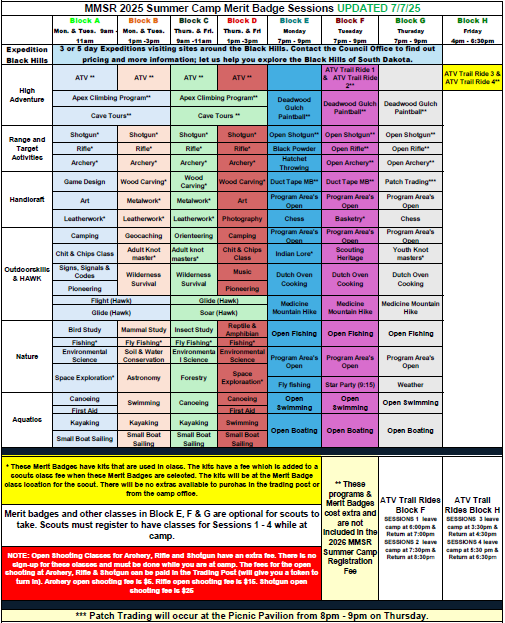 MMSR 2025 Summer Camp Merit Badge Sessions UPDATED 7/7/25
Block A Block B Block C Block D Block E Block F Block G Block H
Mon. & Tues. 9am - 11am Mon. & Tues. 1pm-3pm Thurs. & Fri. 9am-11am Thurs. & Fri 1pm-3pm Monday 7pm - 9pm Tuesday 7pm - 9pm Thursday 7pm - 9pm Friday 4pm - 6:30pm
Expedition Black Hills 3 or 5 day Expeditions visiting sites around the Black Hills. Contact the Council Office to find out
pricing and more information; let us help you explore the Black Hills of South Dakota.
High Adventure
ATV ** ATV ** ATV ** ATV ** ATV Trail Ride 1 & ATV Trail Ride 2** ATV Trail Ride 3 & ATV Trail Ride 4**
Apex Climbing Program** Apex Climbing Program** Deadwood Gulch Paintball** Deadwood Gulch Paintball** Deadwood Gulch Paintball**
Cave Tours** Cave Tours **
Range and Target Activities
Shotgun* Shotgun* Shotgun* Shotgun* Open Shotgun** Open Shotgun** Open Shotgun**
Rifle* Rifle* Rifle* Rifle* Black Powder Open Rifle** Open Rifle**
Archery* Archery* Archery* Archery* Hatchet Throwing Open Archery** Open Archery**
Handicraft
Game Design Wood Carving* Wood Carving* Wood Carving* Duct Tape MB** Duct Tape MB* Patch Trading***
Art Metalwork* Metalwork* Art Program Area's Open Program Area's Open Program Area's Open
Leatherwork* Leatherwork* Leatherwork* Photography Chess Basketry* Chess
Outdoorskills & HAWK
Camping Geocaching Orienteering Camping Program Area's Open Program Area's Open Program Area's Open
Chit & Chips Class Adult Knot masters* Adult knot masters* Chit & Chips Class Indian Lore* Scouting Heritage Youth Knot masters*
Signs, Signals & Codes Wilderness Survival Wilderness Survival Music Dutch Oven Cooking Dutch Oven Cooking Dutch Oven Cooking
Pioneering Pioneering
Flight (Hawk) Glide (Hawk) Medicine Mountain Hike Medicine Mountain Hike Medicine Mountain Hike
Glide (Hawk) Soar (Hawk)
Nature
Bird Study Mammal Study Insect Study Reptile & Amphibian Open Fishing Open Fishing Open Fishing
Fishing* Fly Fishing* Fly Fishing* Fishing*
Environmental Science Soil & Water Conservation Environmental Science Environmental Science Program Area's Open Program Area's Open Program Area's Open
Space Exploration* Astronomy Forestry Space Exploraation* Fly fishing Star Party (9:15) Weather
Aquatics
Canoeing Swimming Canoeing Canoeing Open Swimming Open Swimming Open Swimming
First Aid First Aid
Kayaking Kayaking Kayaking Swimming Open Boating Open Boating Open Boating
Small Boat Sailing Small Boat Sailing Small Boat Sailing Small Boat Sailing
* These Merit Badges have kits that are used in class. The kits have a fee which is added to a
scouts class fee when these Merit Badges are selected. The kits will be at the Merit Badge
class location for the scout. There will be no extras available to purchas in the trading post or
from the camp office.
Merit badges and other classes in Block E, F & G are optional for scouts to
take. Scouts must register to have classes for Sessions 1 - 4 while at
camp.
NOTE: Open Shooting Classes for Archery, Rifle and Shotgun have an extra fee. There is no
sign-up for these classes and must be done while you are at camp. The fees for the open
shooting at Archery, Rifle & Shotgun can be paid in the Trading Post (will give you a token to
turn in). Archery open shooting fee is $5. Rifle open shooting fee is $15. Shotgun open
shooting fee is $25
** These
programs &
Merit Badges
cost extra and
are not
included in the
2026 MMSR
Summer Camp
Registration
Fee
ATV Trail Rides
Block F
SESSIONS 1 leave
camp at 6:00pm &
Return at 7:00pm
SESSIONS 2 leave
camp at 7:30pm &
Return at 8:30pm
ATV Trail
Rides Block H
SESSIONS 3 leave
camp at 3:30pm &
Return at 4:30pm
SESSIONS 4 leave
camp at 5:30 pm &
Return at 6:30pm
*** Patch Trading will occur at the Picnic Pavilion from 8pm - 9pm on Thursday.